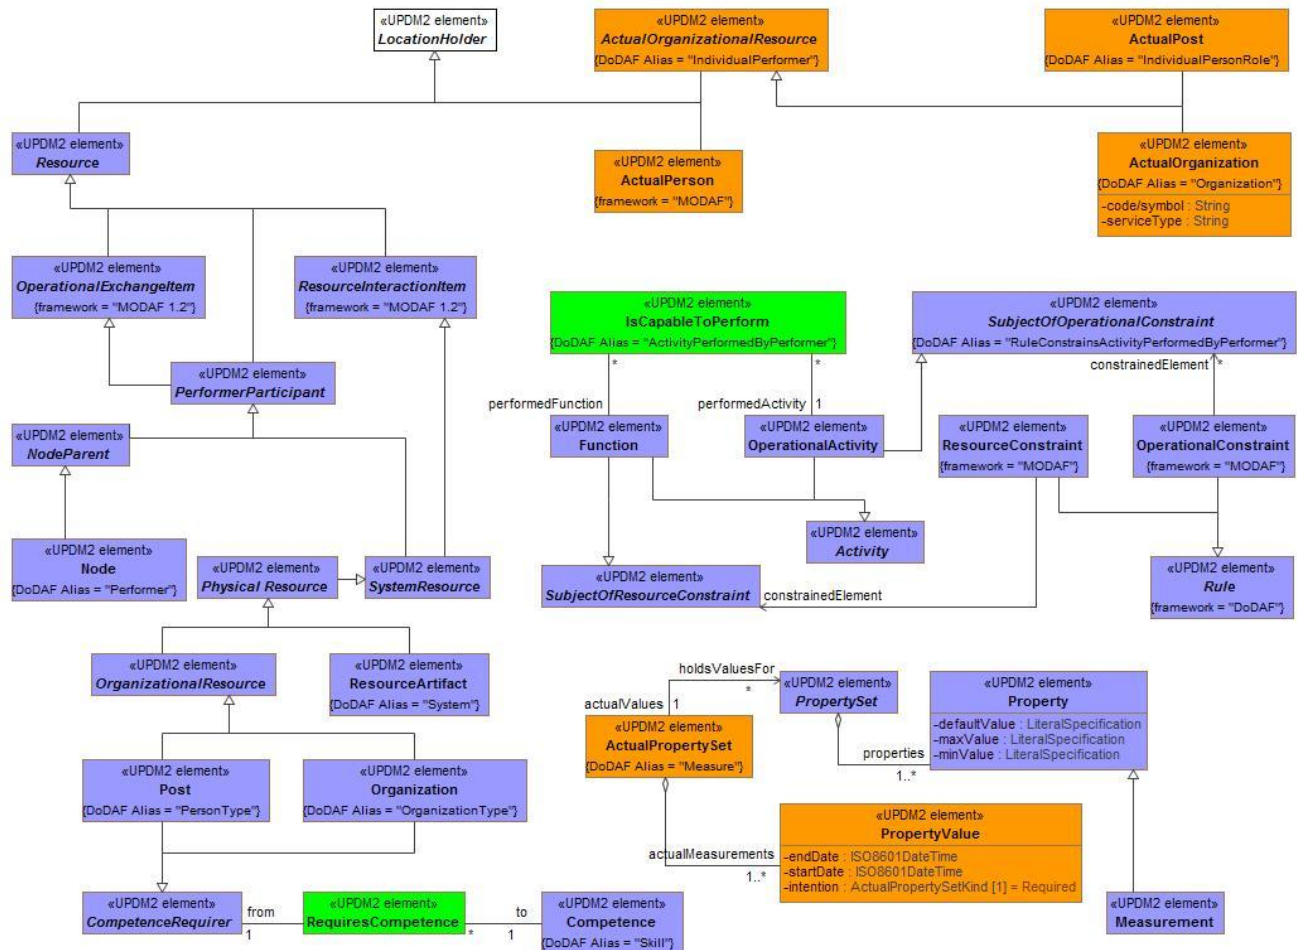 «UPDM2 element»
LocationHolder
«UPDM2 element»
ActualOrganizationalResource
{DoDAF Alias = "IndividualPerformer"}
«UPDM2 element»
ActualPost
{DoDAF Alias = "IndividualPersonRole"}
«UPDM2 element»
Resource
«UPDM2 element»
ActualPerson
{framework = "MODAF"}
«UPDM2 element»
ActualOrganization
{DoDAF Alias = "Organization"}
-code/symbol : String
-serviceType : String
«UPDM2 element»
OperationalExchangeItem
{framework = "MODAF 1.2"}
«UPDM2 element»
ResourceInteractionItem
{framework = "MODAF 1.2"}
«UPDM2 element»
IsCapableToPerform
{DoDAF Alias = "ActivityPerformedByPerformer"}
«UPDM2 element»
SubjectOfOperationalConstraint
{DoDAF Alias = "RuleConstrainsActivityPerformedByPerformer"}
*
*
constrainedElement
*
«UPDM2 element»
PerformerParticipant
performedFunction
performedActivity
1
«UPDM2 element»
NodeParent
«UPDM2 element»
Function
«UPDM2 element»
OperationalActivity
«UPDM2 element»
ResourceConstraint
{framework = "MODAF"}
«UPDM2 element»
OperationalConstraint
{framework = "MODAF"}
«UPDM2 element»
Activity
«UPDM2 element»
Node
{DoDAF Alias = "Performer"}
«UPDM2 element»
Physical Resource
«UPDM2 element»
SystemResource
«UPDM2 element»
SubjectOfResourceConstraint
constrainedElement
«UPDM2 element»
Rule
{framework = "DoDAF"}
«UPDM2 element»
OrganizationalResource
«UPDM2 element»
ResourceArtifact
{DoDAF Alias = "System"}
holdsValuesFor
*
actualValues
1
«UPDM2 element»
PropertySet
«UPDM2 element»
Property
-defaultValue : LiteralSpecification
-maxValue : LiteralSpecification
-minValue : LiteralSpecification
«UPDM2 element»
ActualPropertySet
{DoDAF Alias = "Measure"}
properties
1..*
«UPDM2 element»
Post
{DoDAF Alias = "PersonType"}
«UPDM2 element»
Organization
{DoDAF Alias = "OrganizationType"}
«UPDM2 element»
PropertyValue
-endDate : ISO8601DateTime
-startDate : ISO8601DateTime
-intention : ActualPropertySetKind [1] = Required
actualMeasurements
1..*
«UPDM2 element»
CompetenceRequirer
from
1
«UPDM2 element»
RequiresCompetence
*
to
1
«UPDM2 element»
Competence
{DoDAF Alias = "Skill"}
«UPDM2 element»
Measurement